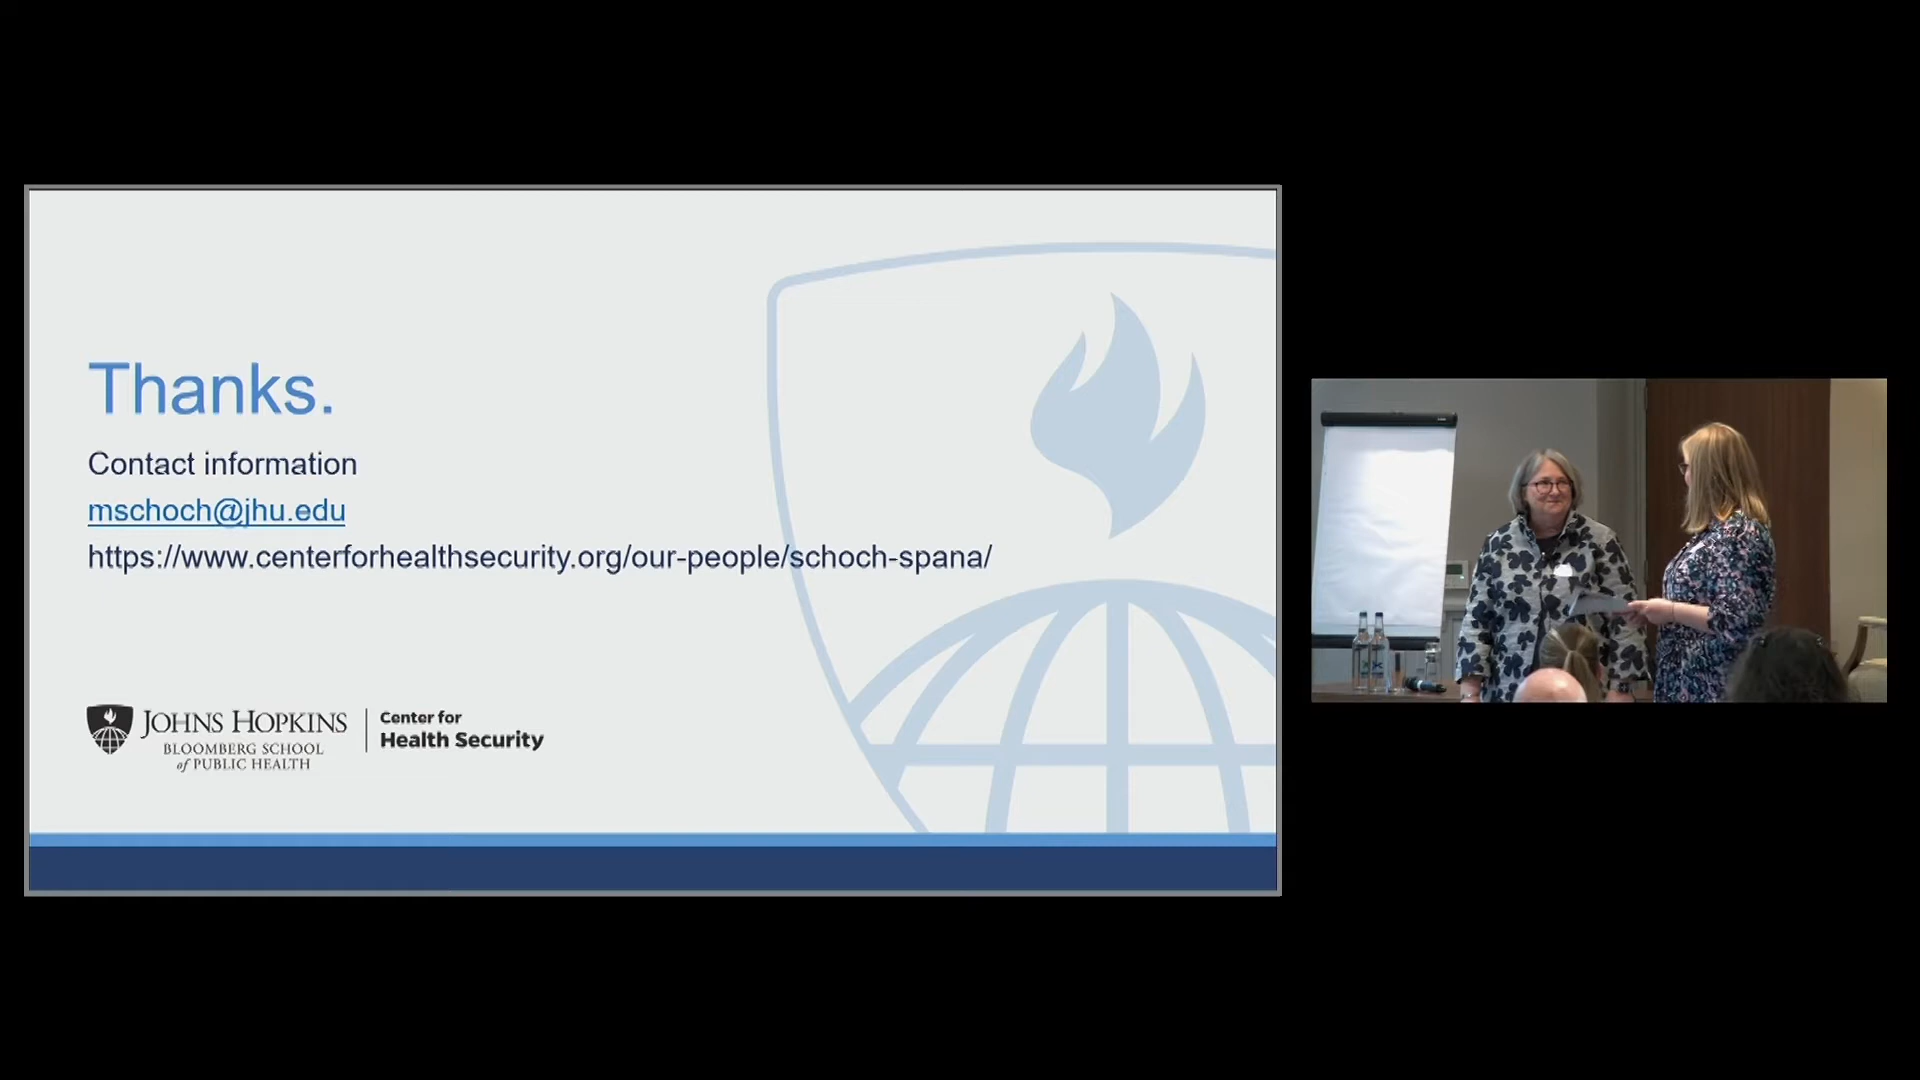 Thanks.
Contact information
mschoch@jhu.edu
https://www.centerforhealthsecurity.org/our-people/schoch-spana/
JOHNS HOPKINS
BLOOMBERG SCHOOL
of PUBLIC HEALTH
Center for
Health Security